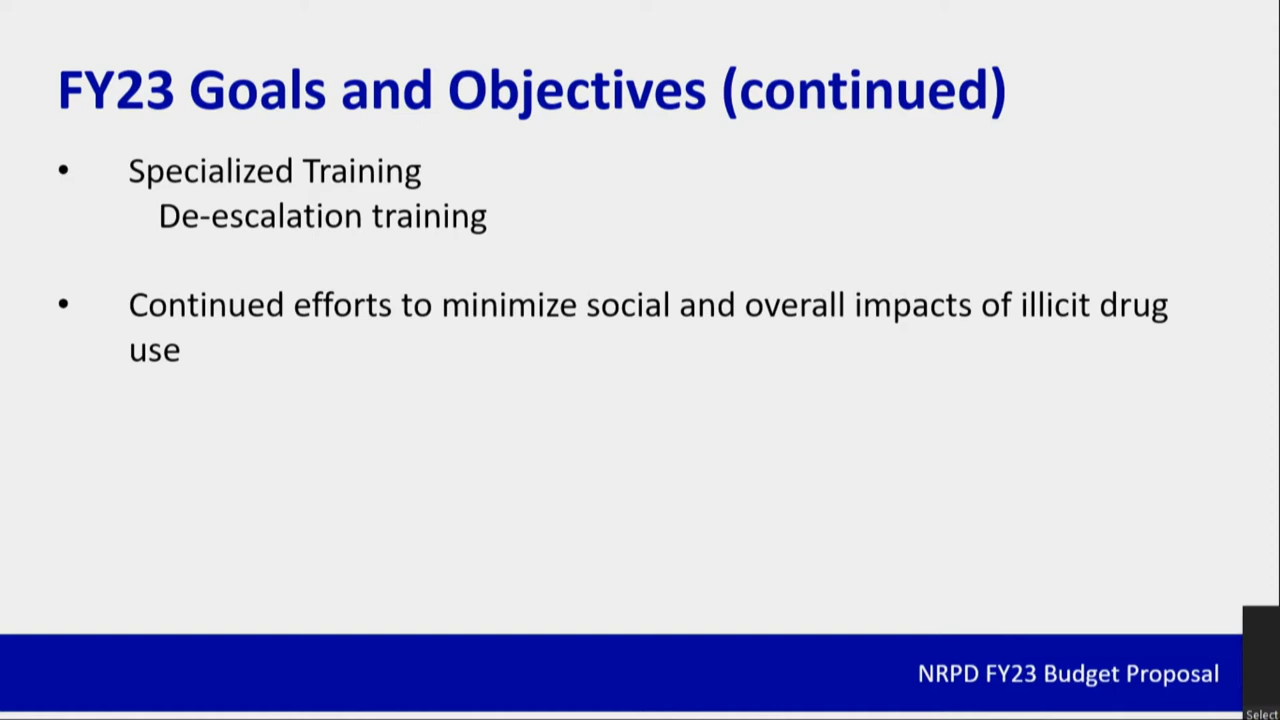 FY23 Goals and Objectives (continued)
• Specialized Training
De-escalation training
• Continued efforts to minimize social and overall impacts of illicit drug
use
NRPD FY23 Budget Proposal
Select